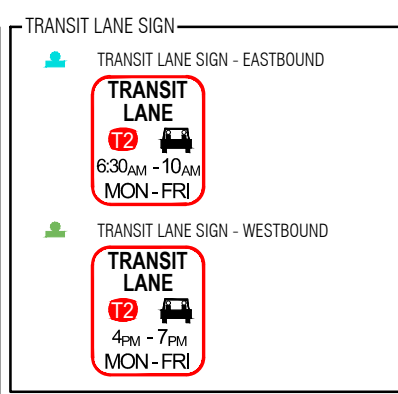 TRANSIT LANE SIGN
TRANSIT LANE SIGN - EASTBOUND
TRANSIT
LANE
T2
6:30AM - 10AM
MON - FRI
TRANSIT LANE SIGN - WESTBOUND
TRANSIT
LANE
T2
4PM - 7PM
MON - FRI